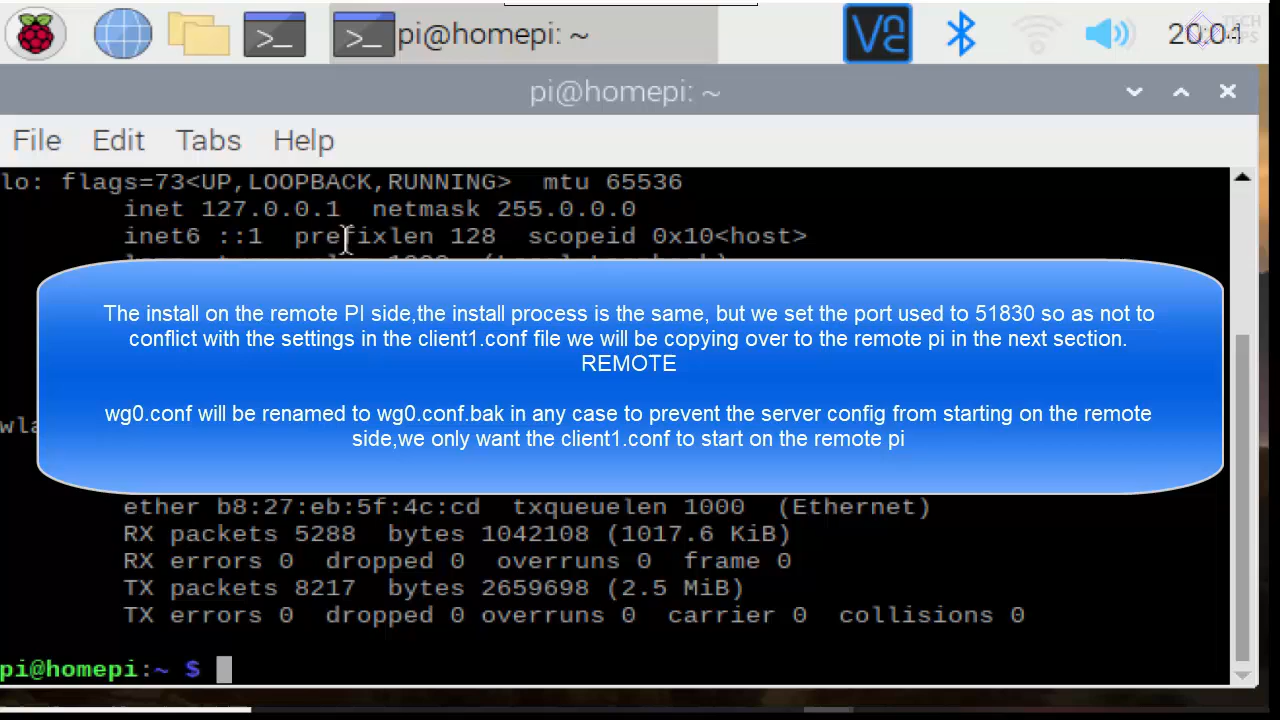 pi@homepi: ~
20:04
TECH
TIPS
pi@homepi: ~
File Edit Tabs Help
lo: flags=73<UP,LOOPBACK,RUNNING> mtu 65536
inet 127.0.0.1 netmask 255.0.0.0
inet6 ::1 prefixlen 128 scopeid 0x10<host>
The install on the remote PI side,the install process is the same, but we set the port used to 51830 so as not to
conflict with the settings in the client1.conf file we will be copying over to the remote pi in the next section.
REMOTE
wg0.conf will be renamed to wg0.conf.bak in any case to prevent the server config from starting on the remote
side,we only want the client1.conf to start on the remote pi
wla
ether b8:27:eb:5f:4c:cd txqueuelen 1000 (Ethernet)
RX packets 5288 bytes 1042108 (1017.6 KiB)
RX errors 0 dropped 0 overruns 0 frame 0
TX packets 8217 bytes 2659698 (2.5 MiB)
TX errors 0 dropped 0 overruns 0 carrier 0 collisions 0
pi@homepi:~ $